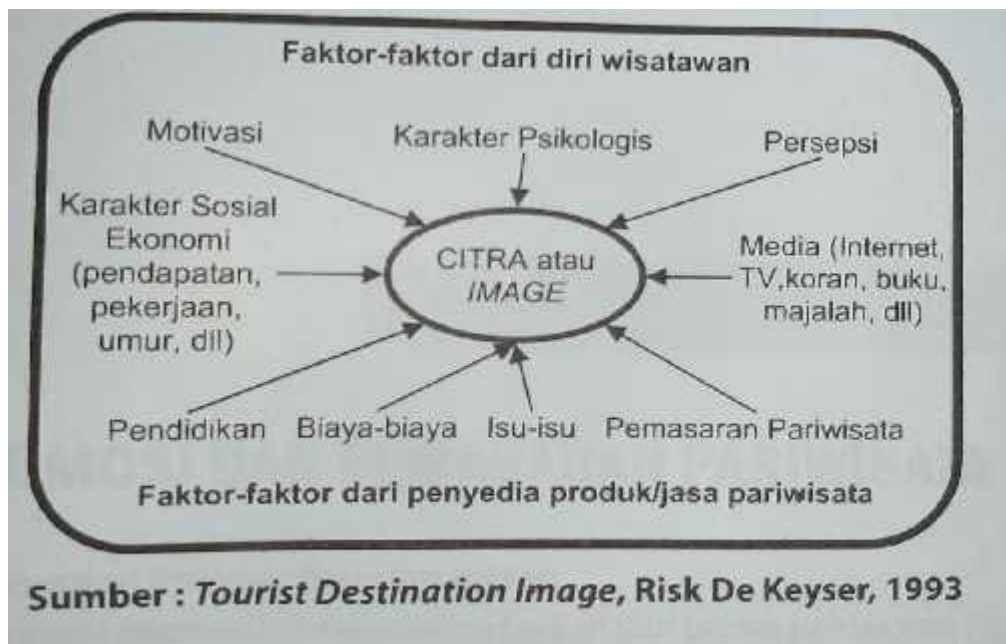 Faktor-faktor dari diri wisatawan
Motivasi
Karakter Psikologis
Persepsi
Karakter Sosial
Ekonomi
(pendapatan,
pekerjaan,
umur, dll)
CITRA atau
IMAGE
Media (Internet,
TV,koran, buku,
majalah, dll)
Pendidikan
Biaya-biaya
Isu-isu
Pemasaran Pariwisata
Faktor-faktor dari penyedia produk/jasa pariwisata
Sumber : Tourist Destination Image, Risk De Keyser, 1993